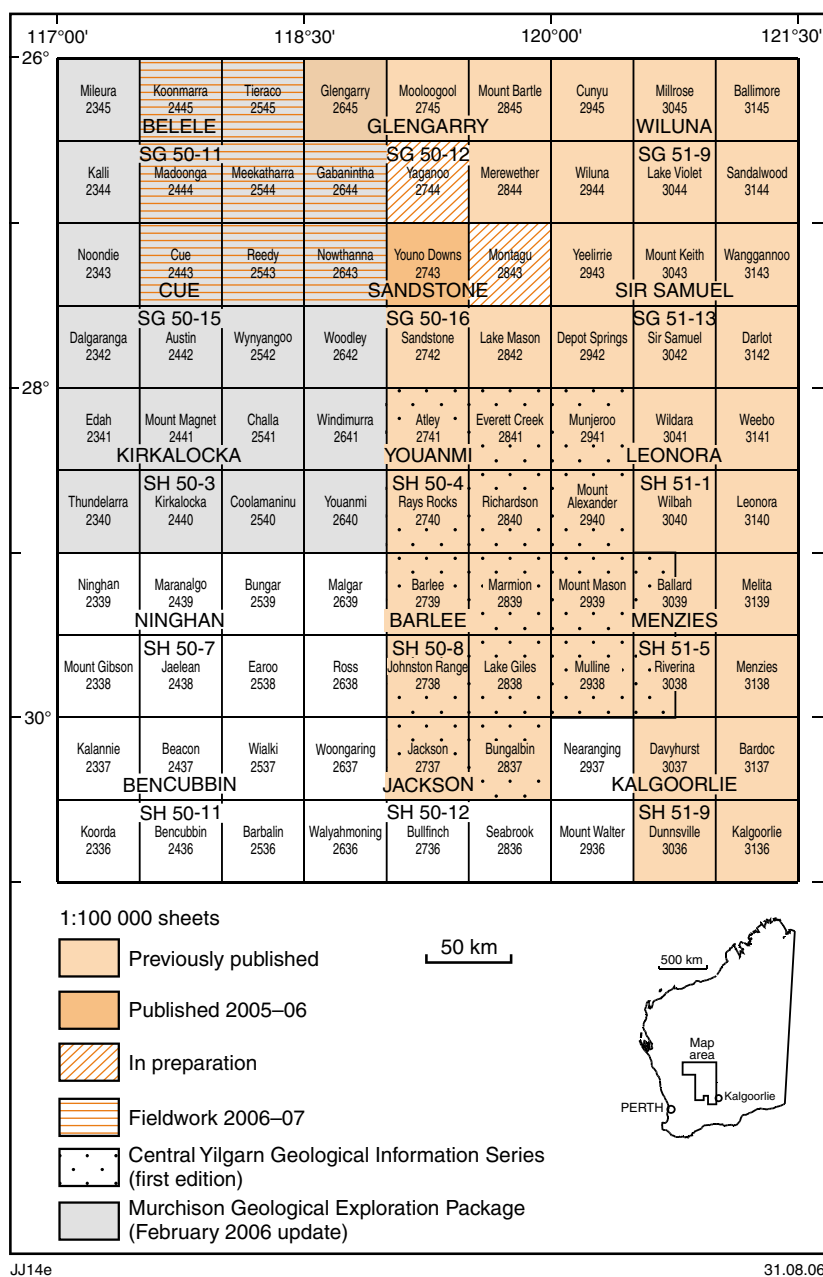 117°00' 118°30' 120°00' 121°30'
26°
Mileura Koonmarra Tieraco Glengarry Mooloogool Mount Bartle Cunyu Millrose Ballimore
2345 2445 2545 2645 2745 2845 2945 3045 3145
BELELE GLENGARRY WILUNA
SG 50-11 SG 50-12 SG 51-9
Kalli Madoonga Meekatharra Gabanintha Yaganoo Merewether Wiluna Lake Violet Sandalwood
2344 2444 2544 2644 2744 2844 2944 3044 3144
Noondie Cue Reedy Nowthanna Youno Downs Montagu Yeelirrie Mount Keith Wanggannoo
2343 2443 2543 2643 2743 2843 2943 3043 3143
CUE SANDSTONE SIR SAMUEL
SG 50-15 SG 50-16 SG 51-13
Dalgaranga Austin Wynyangoo Woodley Sandstone Lake Mason Depot Springs Sir Samuel Darlot
2342 2442 2542 2642 2742 2842 2942 3042 3142
28°
Edah Mount Magnet Challa Windimurra Atley Everett Creek Munjeroo Wildara Weebo
2341 2441 2541 2641 2741 2841 2941 3041 3141
KIRKALOCKA YOUANMI LEONORA
SH 50-3 SH 50-4 SH 51-1
Thundelarra Kirkalocka Coolamaninu Youanmi Rays Rocks Richardson Mount Alexander Wilbah Leonora
2340 2440 2540 2640 2740 2840 2940 3040 3140
Ninghan Maranalgo Bungar Malgar Barlee Marmion Mount Mason Ballard Melita
2339 2439 2539 2639 2739 2839 2939 3039 3139
NINGHAN BARLEE MENZIES
SH 50-7 SH 50-8 SH 51-5
Mount Gibson Jaelean Earoo Ross Johnston Range Lake Giles Mulline Riverina Menzies
2338 2438 2538 2638 2738 2838 2938 3038 3138
30°
Kalannie Beacon Wialki Woongaring Jackson Bungalbin Nearanging Davyhurst Bardoc
2337 2437 2537 2637 2737 2837 2937 3037 3137
BENCUBBIN JACKSON KALGOORLIE
SH 50-11 SH 50-12 SH 51-9
Koorda Bencubbin Barbalin Walyahmoning Bullfinch Seabrook Mount Walter Dunnsville Kalgoorlie
2336 2436 2536 2636 2736 2836 2936 3036 3136
1:100 000 sheets
Previously published
Published 2005–06
In preparation
Fieldwork 2006–07
Central Yilgarn Geological Information Series
(first edition)
Murchison Geological Exploration Package
(February 2006 update)
50 km
500 km
Map
area
Kalgoorlie
PERTH
JJ14e 31.08.06